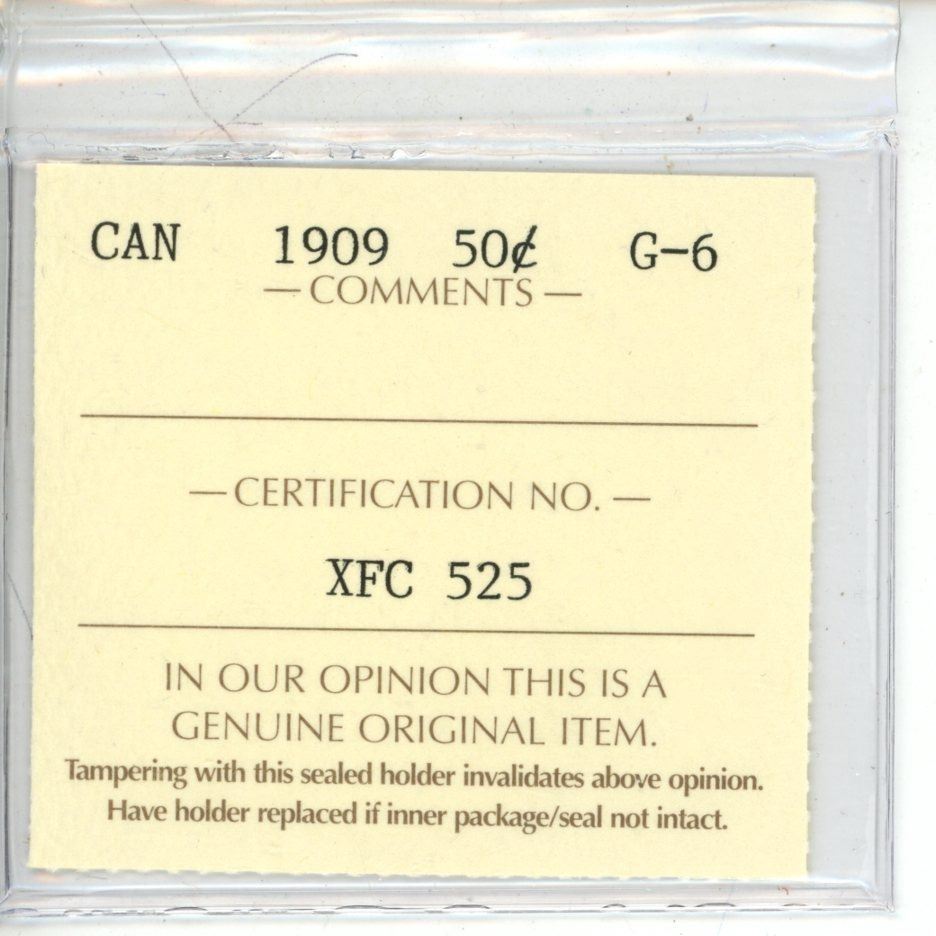 CAN 1909 50¢ G-6
— COMMENTS —
— CERTIFICATION NO. —
XFC 525
IN OUR OPINION THIS IS A
GENUINE ORIGINAL ITEM.
Tampering with this sealed holder invalidates above opinion.
Have holder replaced if inner package/seal not intact.